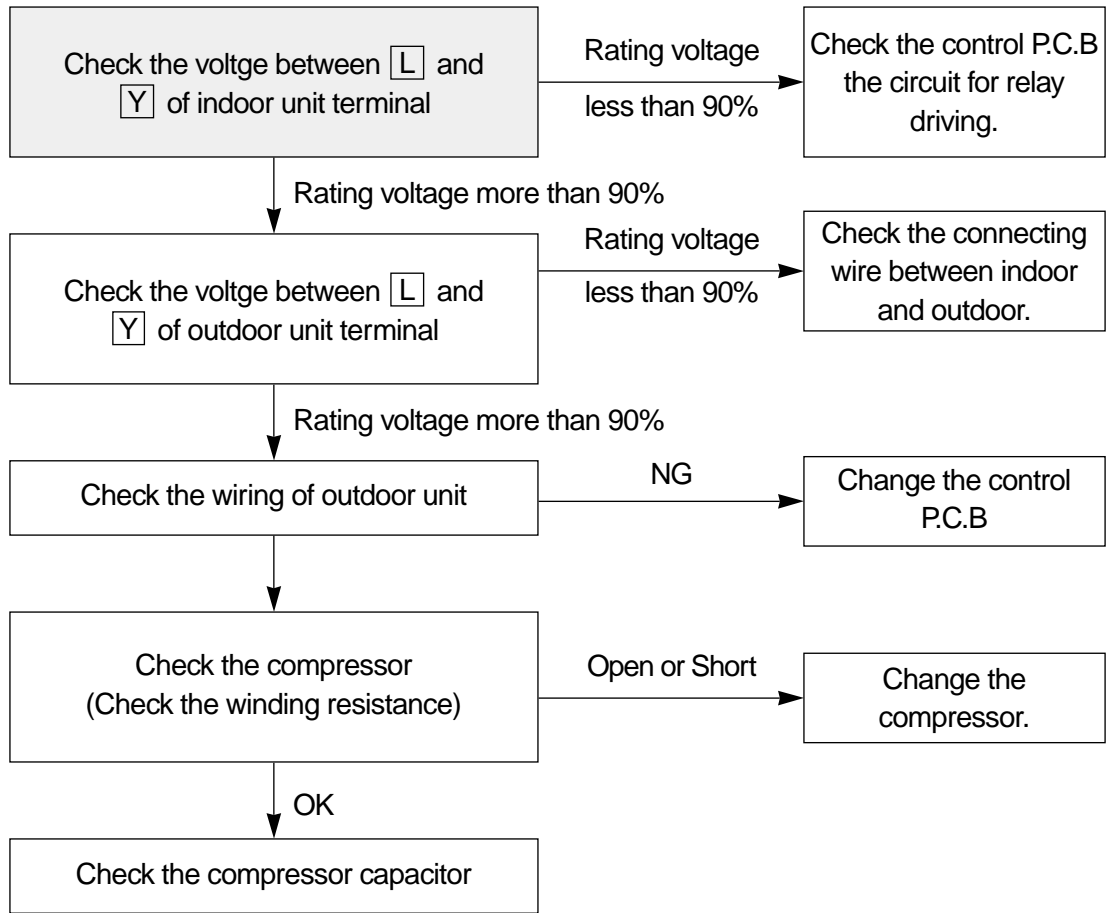 Check the voltge between L and
Y of indoor unit terminal
Rating voltage
less than 90%
Check the control P.C.B
the circuit for relay
driving.
Rating voltage more than 90%
Check the voltge between L and
Y of outdoor unit terminal
Rating voltage
less than 90%
Check the connecting
wire between indoor
and outdoor.
Rating voltage more than 90%
Check the wiring of outdoor unit
NG
Change the control
P.C.B
Check the compressor
(Check the winding resistance)
Open or Short
Change the
compressor.
OK
Check the compressor capacitor